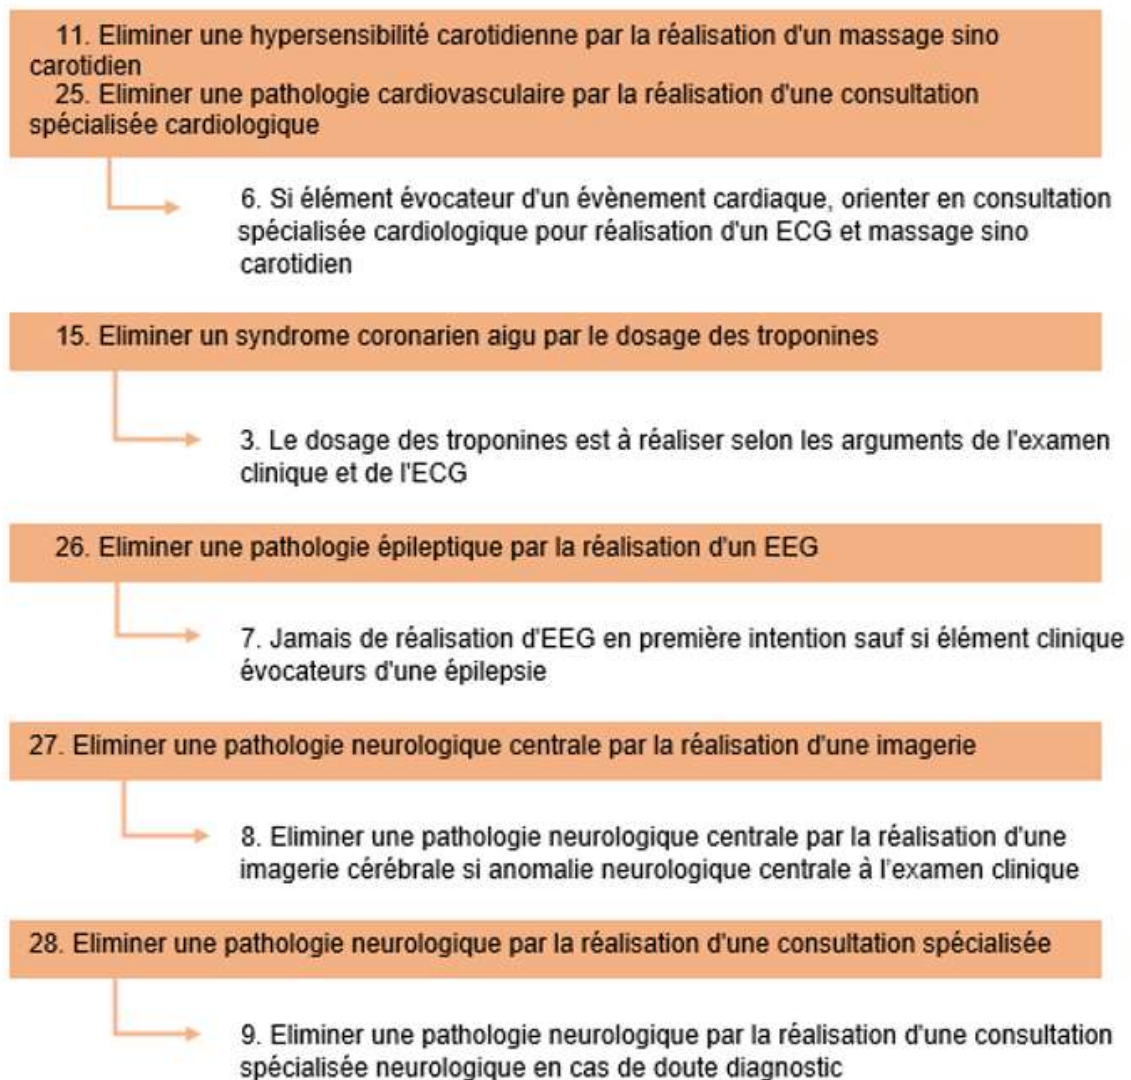 11. Eliminer une hypersensibilité carotidienne par la réalisation d'un massage sino
carotidien
25. Eliminer une pathologie cardiovasculaire par la réalisation d'une consultation
spécialisée cardiologique
6. Si élément évocateur d'un évènement cardiaque, orienter en consultation
spécialisée cardiologique pour réalisation d'un ECG et massage sino
carotidien
15. Eliminer un syndrome coronarien aigu par le dosage des troponines
3. Le dosage des troponines est à réaliser selon les arguments de l'examen
clinique et de l'ECG
26. Eliminer une pathologie épileptique par la réalisation d'un EEG
7. Jamais de réalisation d'EEG en première intention sauf si élément clinique
évocateurs d'une épilepsie
27. Eliminer une pathologie neurologique centrale par la réalisation d'une imagerie
8. Eliminer une pathologie neurologique centrale par la réalisation d'une
imagerie cérébrale si anomalie neurologique centrale à l'examen clinique
28. Eliminer une pathologie neurologique par la réalisation d'une consultation spécialisée
9. Eliminer une pathologie neurologique par la réalisation d'une consultation
spécialisée neurologique en cas de doute diagnostic